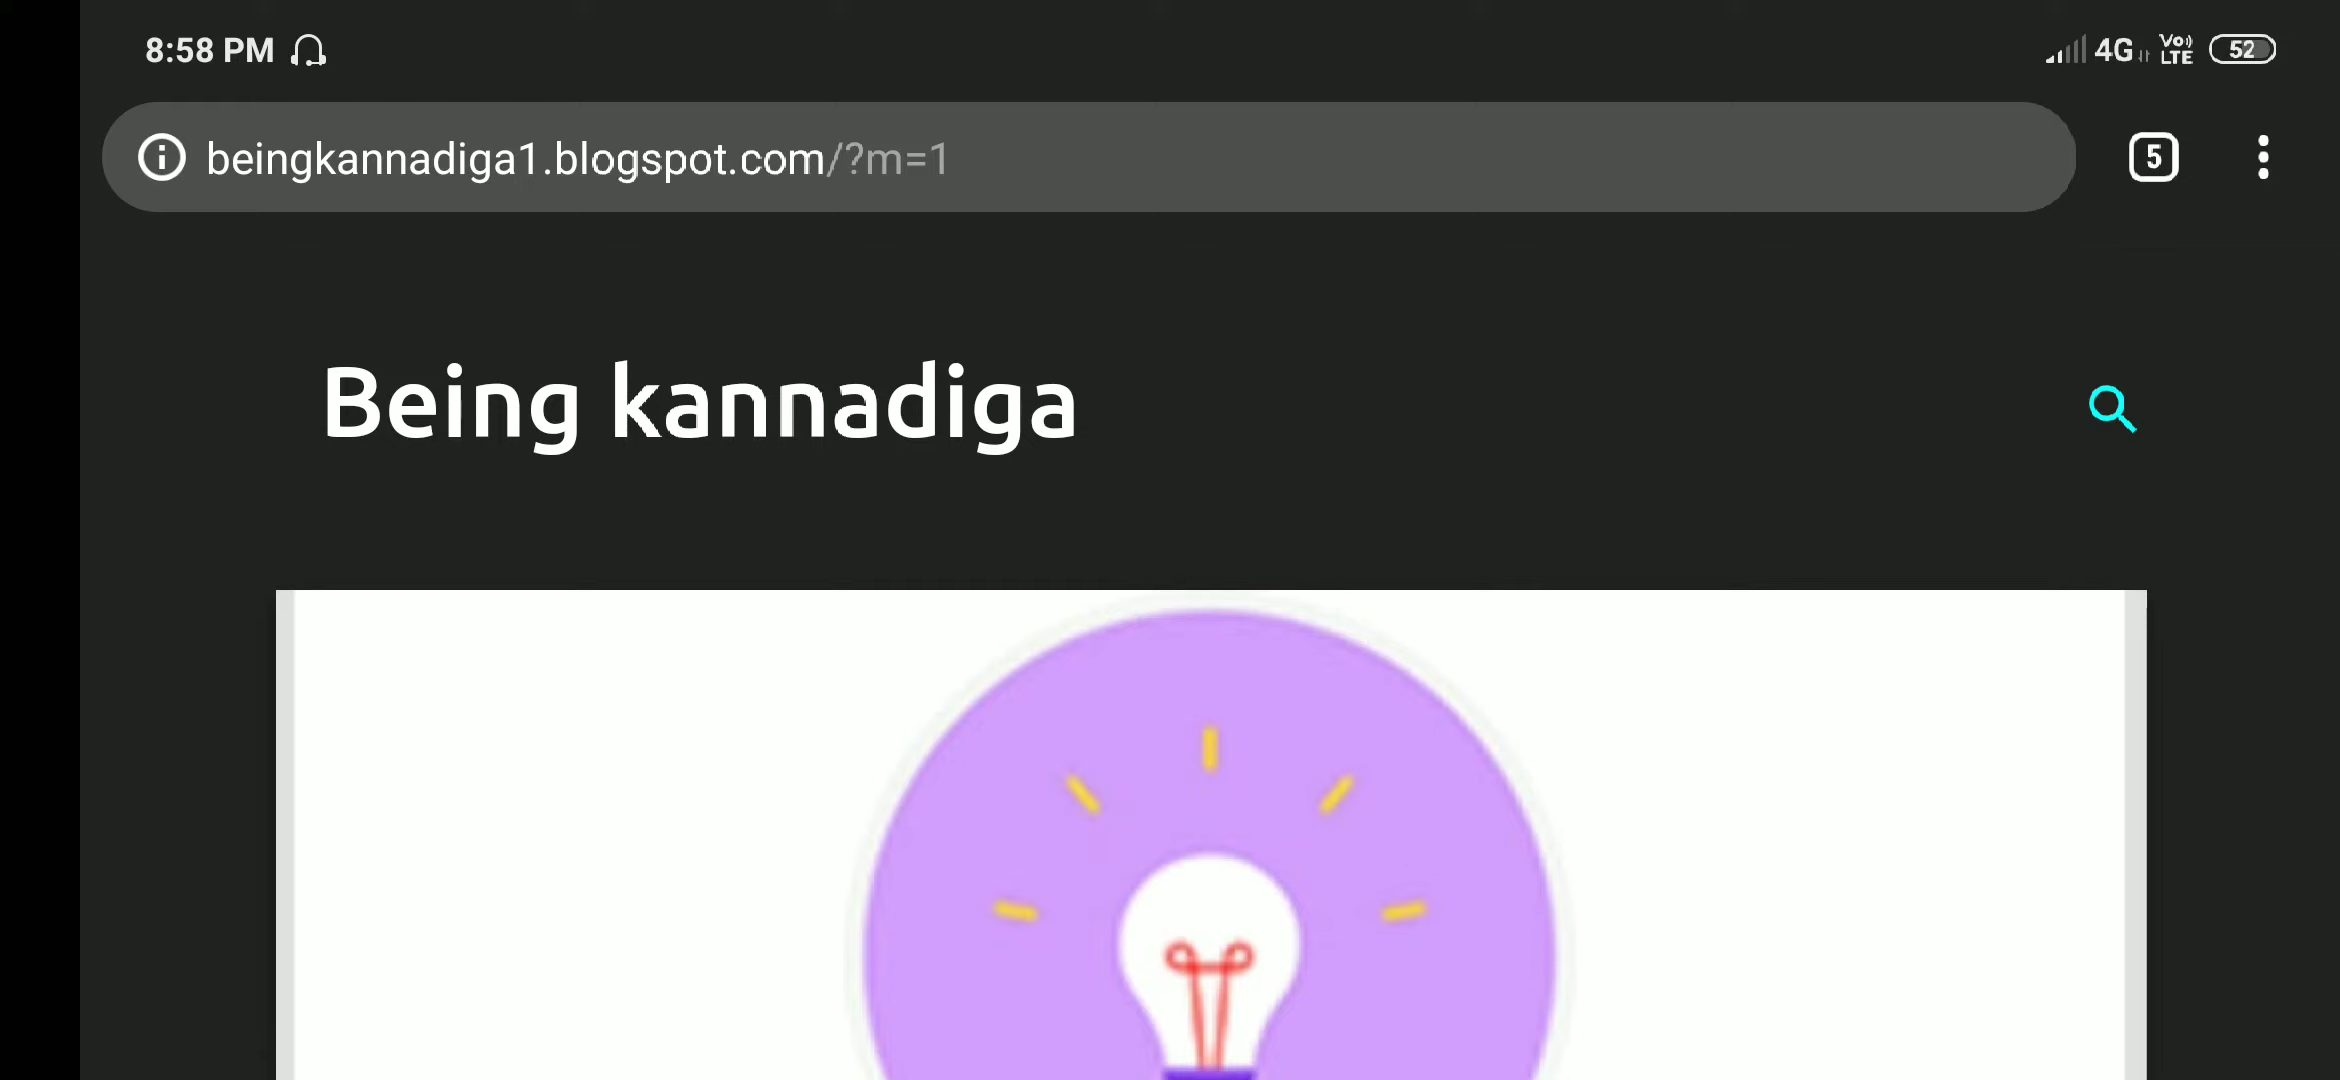 8:58 PM 4G Vo) LTE 52
beingkannadiga1.blogspot.com/?m=1 5
Being kannadiga